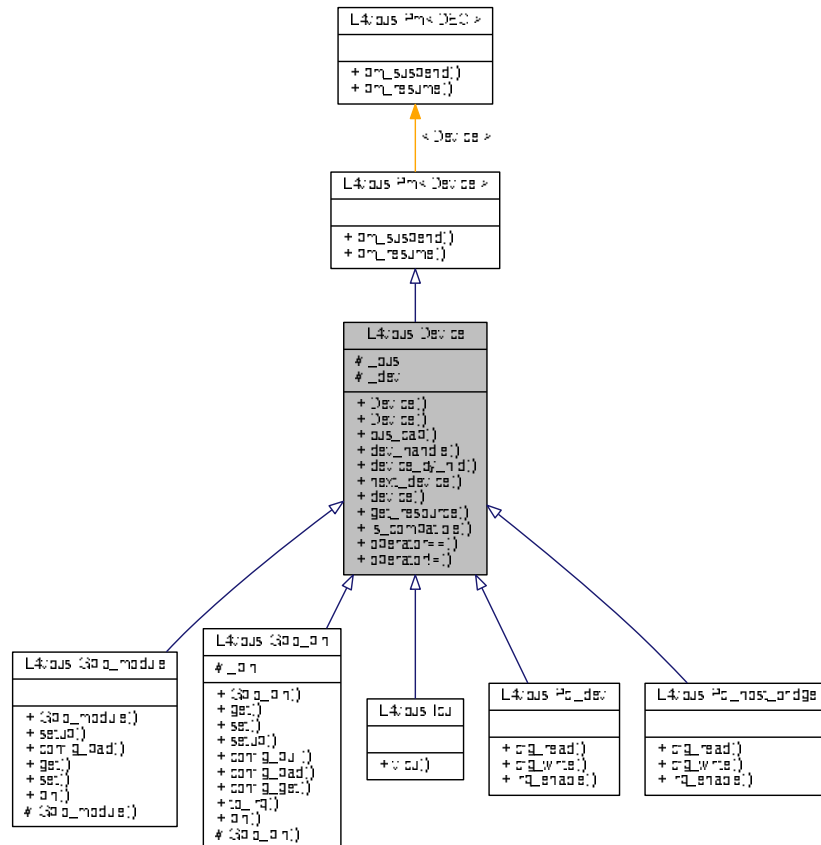 L4vbus::Pm< DEC >
+ pm_suspend()
+ pm_resume()
< Device >
L4vbus::Pm< Device >
+ pm_suspend()
+ pm_resume()
L4vbus::Device
# _bus
# _dev
+ Device()
+ Device()
+ bus_cap()
+ dev_handle()
+ device_by_hid()
+ next_device()
+ device()
+ get_resource()
+ is_compatible()
+ operator==()
+ operator!=()
L4vbus::Gpio_module
+ Gpio_module()
+ setup()
+ config_pad()
+ get()
+ set()
+ pin()
# Gpio_module()
L4vbus::Gpio_pin
# _pin
+ Gpio_pin()
+ get()
+ set()
+ setup()
+ config_pull()
+ config_pad()
+ config_get()
+ to_irq()
+ pin()
# Gpio_pin()
L4vbus::Icu
+ vicu()
L4vbus::Pci_dev
+ cfg_read()
+ cfg_write()
+ irq_enable()
L4vbus::Pci_host_bridge
+ cfg_read()
+ cfg_write()
+ irq_enable()